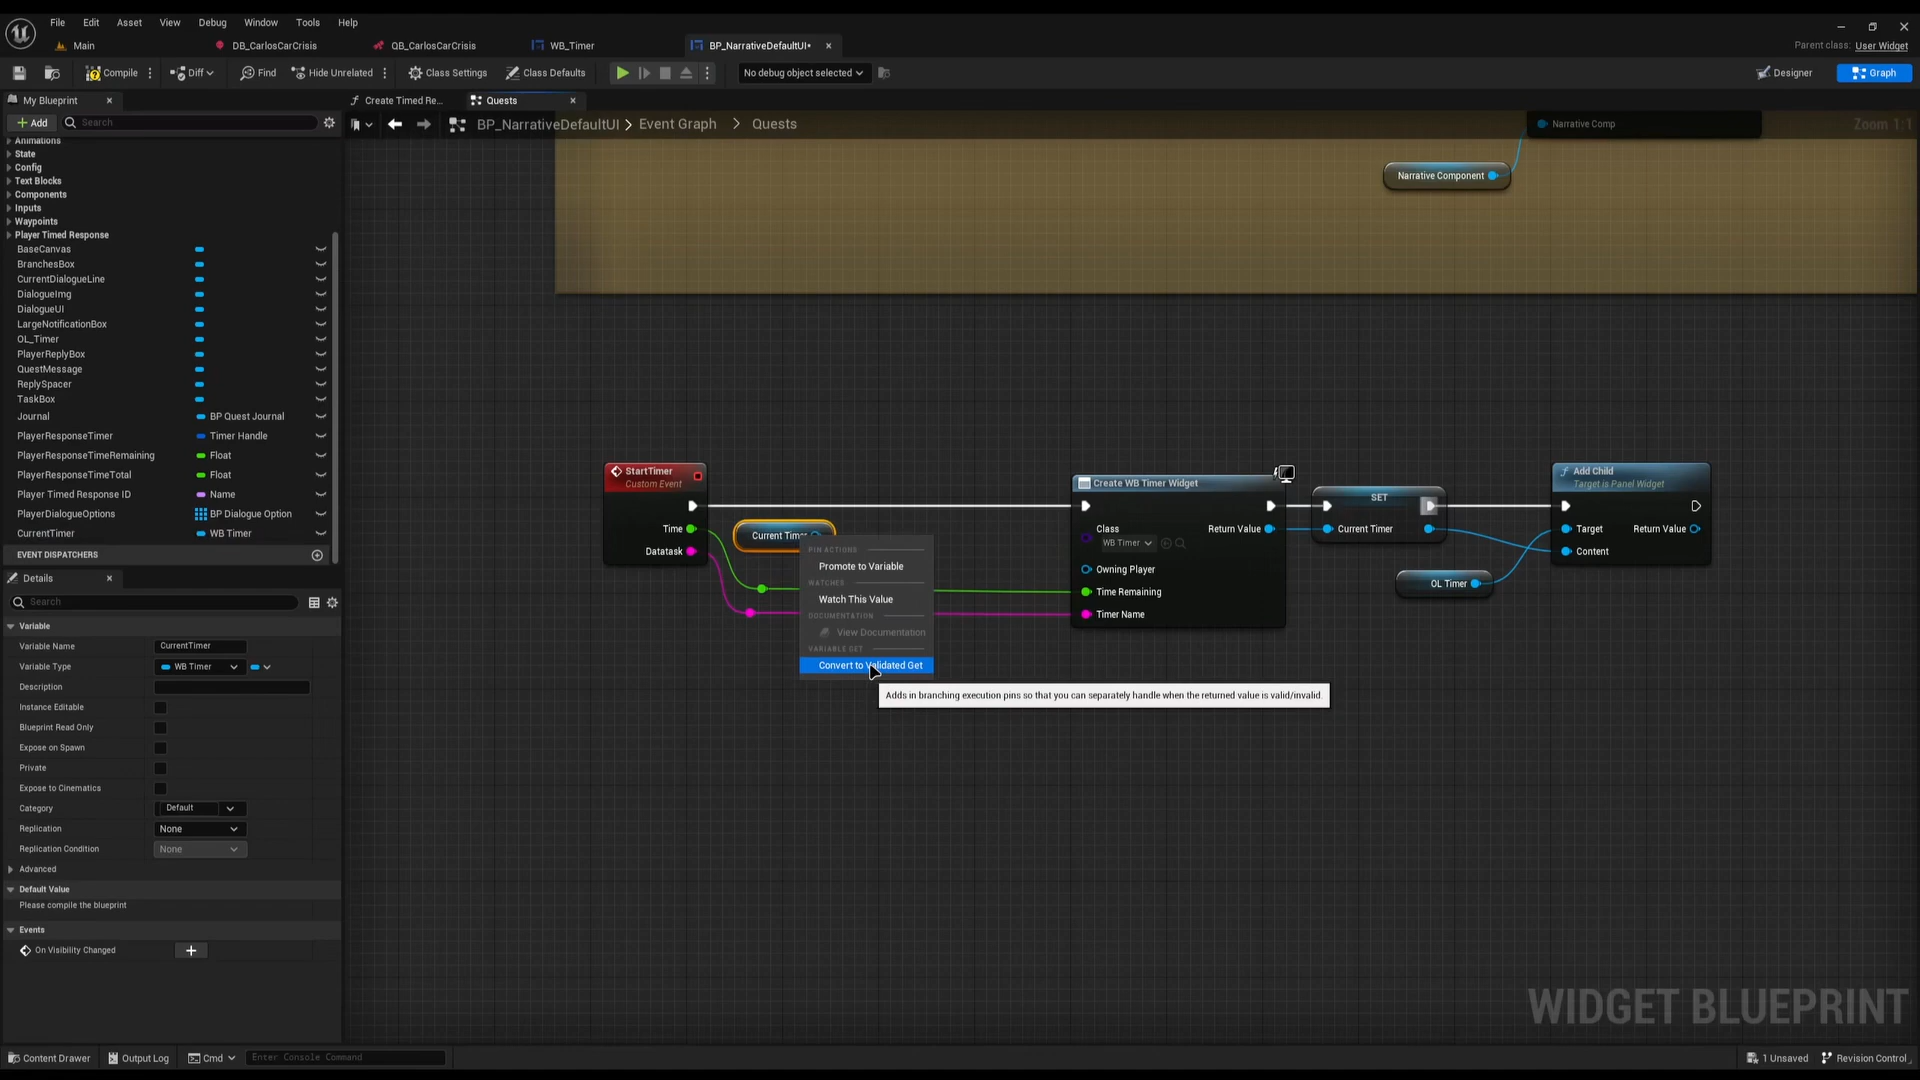 File Edit Asset View Debug Window Tools Help
Main DB_CarlosCarCrisis QB_CarlosCarCrisis WB_Timer BP_NarrativeDefaultUI•
Parent class: User Widget
Compile Diff Find Hide Unrelated Class Settings Class Defaults No debug object selected Designer Graph
My Blueprint
Create Timed Re... Quests
Add Search
BP_NarrativeDefaultUI > Event Graph > Quests
Zoom 1:1
Animations
State
Config
Text Blocks
Components
Inputs
Waypoints
Player Timed Response
BaseCanvas
BranchesBox
CurrentDialogueLine
DialogueImg
DialogueUI
LargeNotificationBox
OL_Timer
PlayerReplyBox
QuestMessage
ReplySpacer
TaskBox
Journal BP Quest Journal
PlayerResponseTimer Timer Handle
PlayerResponseTimeRemaining Float
PlayerResponseTimeTotal Float
Player Timed Response ID Name
PlayerDialogueOptions BP Dialogue Option
CurrentTimer WB Timer
EVENT DISPATCHERS
Details
Search
Variable
Variable Name CurrentTimer
Variable Type WB Timer
Description
Instance Editable
Blueprint Read Only
Expose on Spawn
Private
Expose to Cinematics
Category Default
Replication None
Replication Condition None
Advanced
Default Value
Please compile the blueprint
Events
On Visibility Changed
Narrative Comp
Narrative Component
StartTimer
Custom Event
Time
Datatask
Current Timer
PIN ACTIONS
Promote to Variable
WATCHES
Watch This Value
DOCUMENTATION
View Documentation
VARIABLE GET
Convert to Validated Get
Adds in branching execution pins so that you can separately handle when the returned value is valid/invalid.
Create WB Timer Widget
Class Return Value
WB Timer
Owning Player
Time Remaining
Timer Name
SET
Current Timer
OL Timer
Add Child
Target is Panel Widget
Target Return Value
Content
WIDGET BLUEPRINT
Content Drawer Output Log Cmd Enter Console Command 1 Unsaved Revision Control